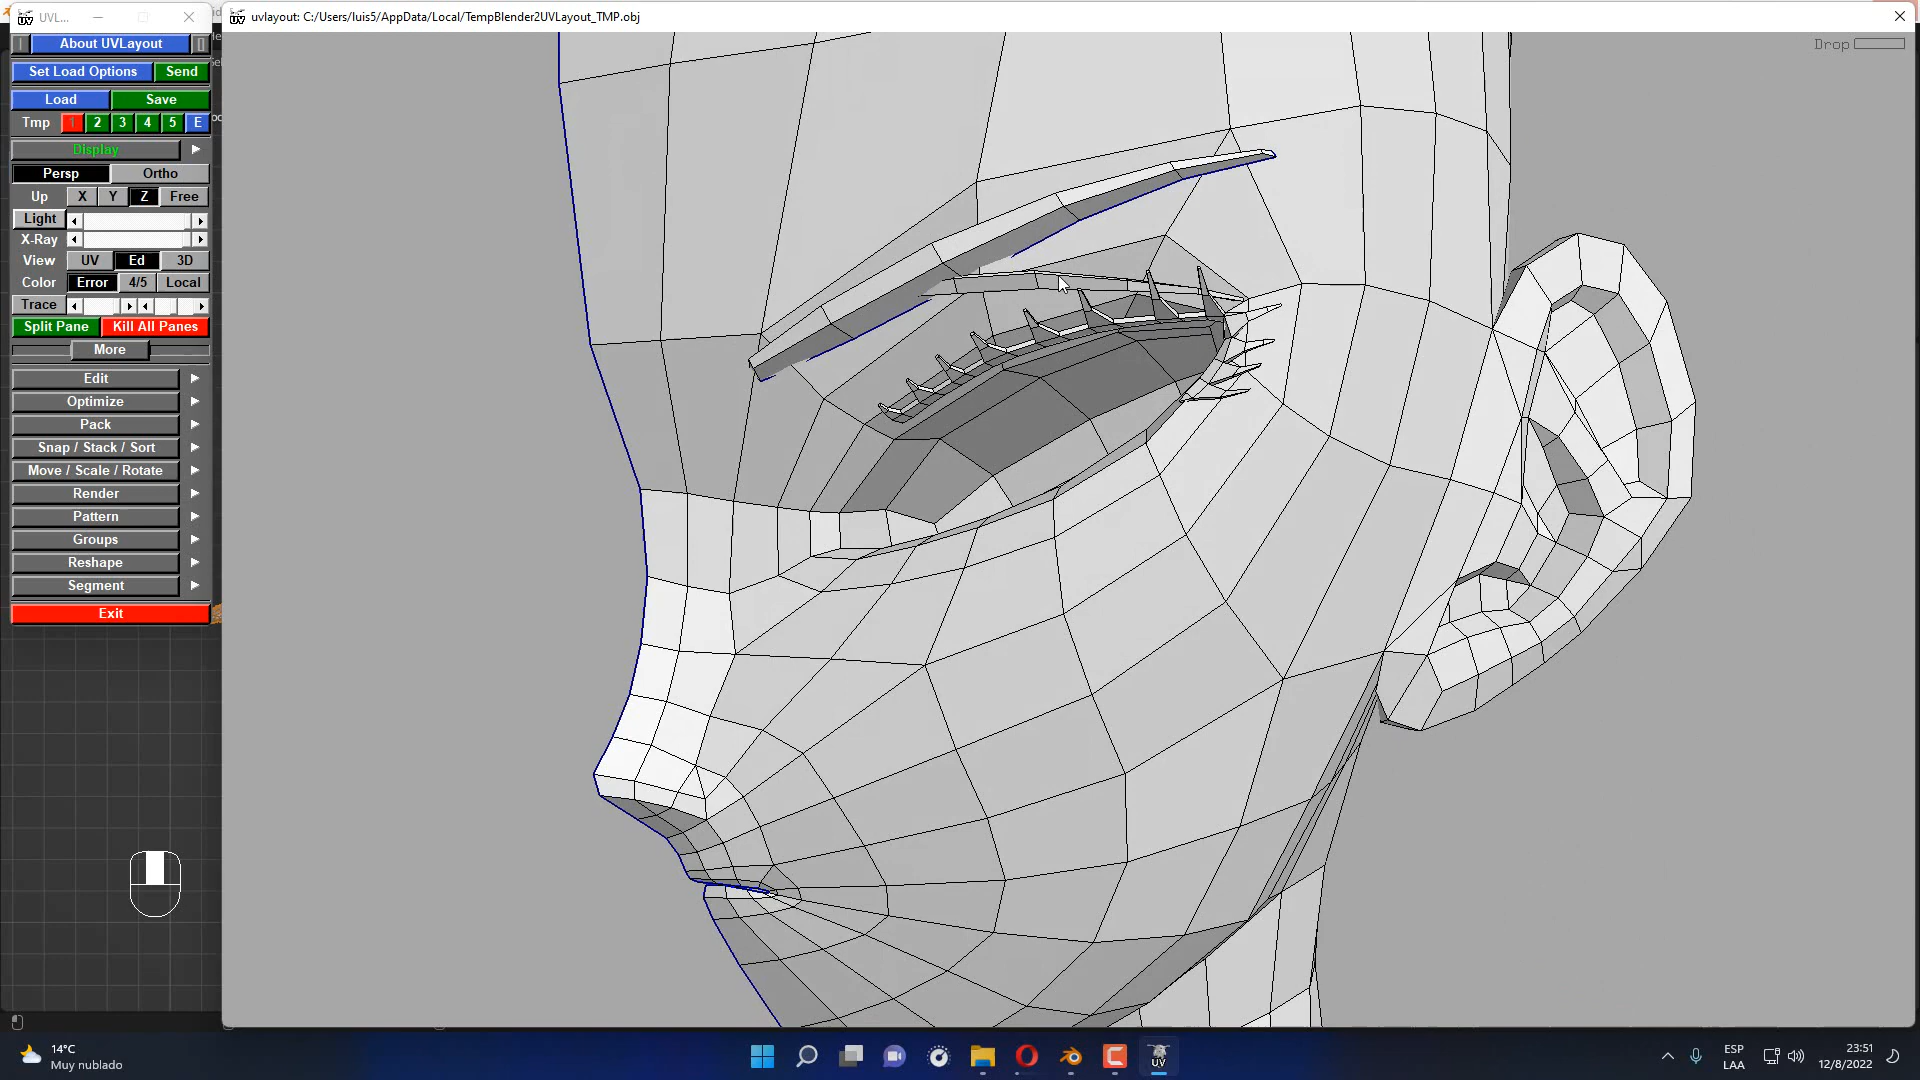 UVL...
uvlayout: C:/Users/luis5/AppData/Local/TempBlender2UVLayout_TMP.obj
About UVLayout
Set Load Options Send
Load Save
Tmp 1 2 3 4 5 E
Display
Persp Ortho
Up X Y Z Free
Light
X-Ray
View UV Ed 3D
Color Error 4/5 Local
Trace
Split Pane Kill All Panes
More
Edit
Optimize
Pack
Snap / Stack / Sort
Move / Scale / Rotate
Render
Pattern
Groups
Reshape
Segment
Exit
Drop
14°C
Muy nublado
UV
ESP
LAA
23:51
12/8/2022